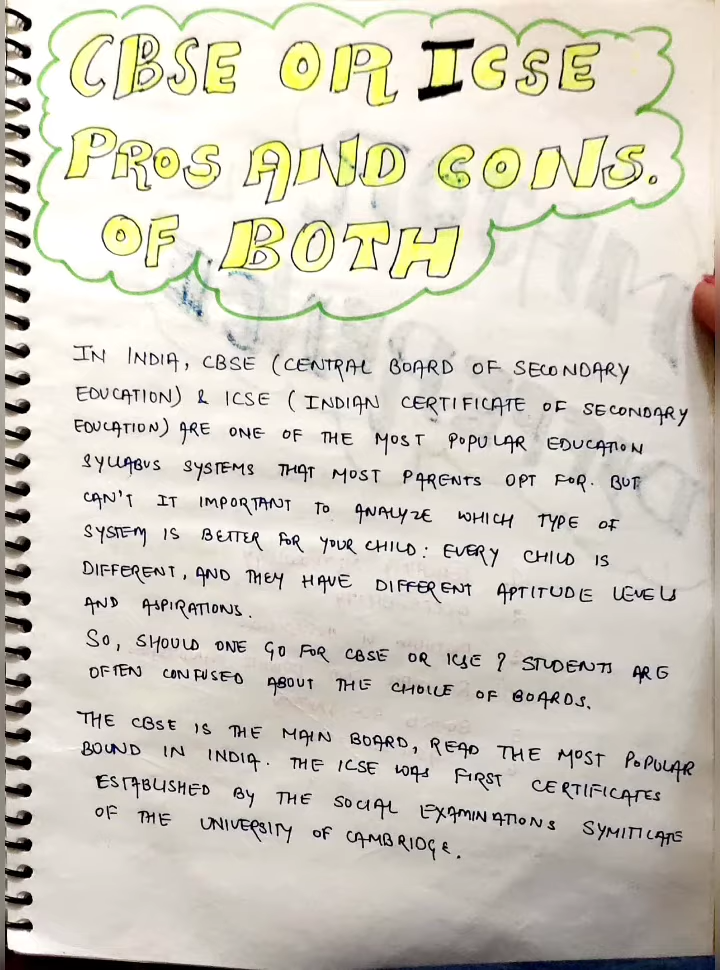 CBSE OR ICSE
PROS AND CONS.
OF BOTH
IN INDIA, CBSE (CENTRAL BOARD OF SECONDARY
EDUCATION) & ICSE (INDIAN CERTIFICATE OF SECONDARY
EDUCATION) ARE ONE OF THE MOST POPULAR EDUCATION
SYLLABUS SYSTEMS THAT MOST PARENTS OPT FOR. BUT
CAN'T IT IMPORTANT TO ANALYZE WHICH TYPE OF
SYSTEM IS BETTER FOR YOUR CHILD: EVERY CHILD IS
DIFFERENT, AND THEY HAVE DIFFERENT APTITUDE LEVELS
AND ASPIRATIONS.
SO, SHOULD ONE GO FOR CBSE OR ICSE ? STUDENTS ARE
OFTEN CONFUSED ABOUT THE CHOICE OF BOARDS.
THE CBSE IS THE MAIN BOARD, READ THE MOST POPULAR
BOUND IN INDIA. THE ICSE WAS FIRST CERTIFICATES
ESTABLISHED BY THE SOCIAL EXAMINATIONS SYMITICATE
OF THE UNIVERSITY OF CAMBRIDGE.